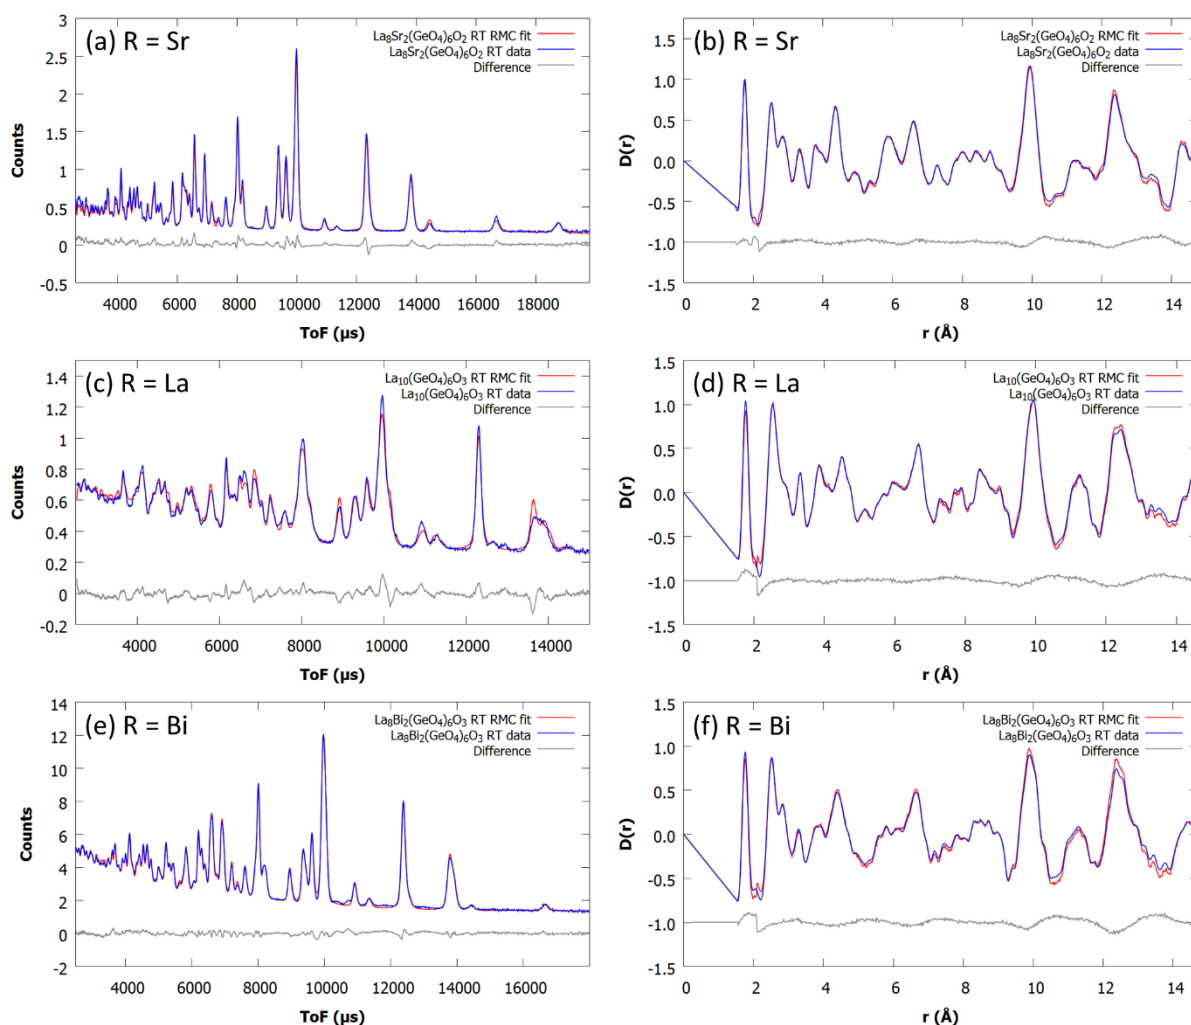 (a) R = Sr
La₈Sr₂(GeO₄)₆O₂ RT RMC fit
La₈Sr₂(GeO₄)₆O₂ RT data
Difference
Counts
3
2.5
2
1.5
1
0.5
0
-0.5
4000 6000 8000 10000 12000 14000 16000 18000
ToF (µs)
(b) R = Sr
La₈Sr₂(GeO₄)₆O₂ RT RMC fit
La₈Sr₂(GeO₄)₆O₂ RT data
Difference
D(r)
1.5
1.0
0.5
0.0
-0.5
-1.0
-1.5
0 2 4 6 8 10 12 14
r (Å)
(c) R = La
La₁₀(GeO₄)₆O₃ RT RMC fit
La₁₀(GeO₄)₆O₃ RT data
Difference
Counts
1.4
1.2
1
0.8
0.6
0.4
0.2
0
-0.2
4000 6000 8000 10000 12000 14000
ToF (µs)
(d) R = La
La₁₀(GeO₄)₆O₃ RT RMC fit
La₁₀(GeO₄)₆O₃ RT data
Difference
D(r)
1.5
1.0
0.5
0.0
-0.5
-1.0
-1.5
0 2 4 6 8 10 12 14
r (Å)
(e) R = Bi
La₈Bi₂(GeO₄)₆O₃ RT RMC fit
La₈Bi₂(GeO₄)₆O₃ RT data
Difference
Counts
14
12
10
8
6
4
2
0
-2
4000 6000 8000 10000 12000 14000 16000
ToF (µs)
(f) R = Bi
La₈Bi₂(GeO₄)₆O₃ RT RMC fit
La₈Bi₂(GeO₄)₆O₃ RT data
Difference
D(r)
1.5
1.0
0.5
0.0
-0.5
-1.0
-1.5
0 2 4 6 8 10 12 14
r (Å)